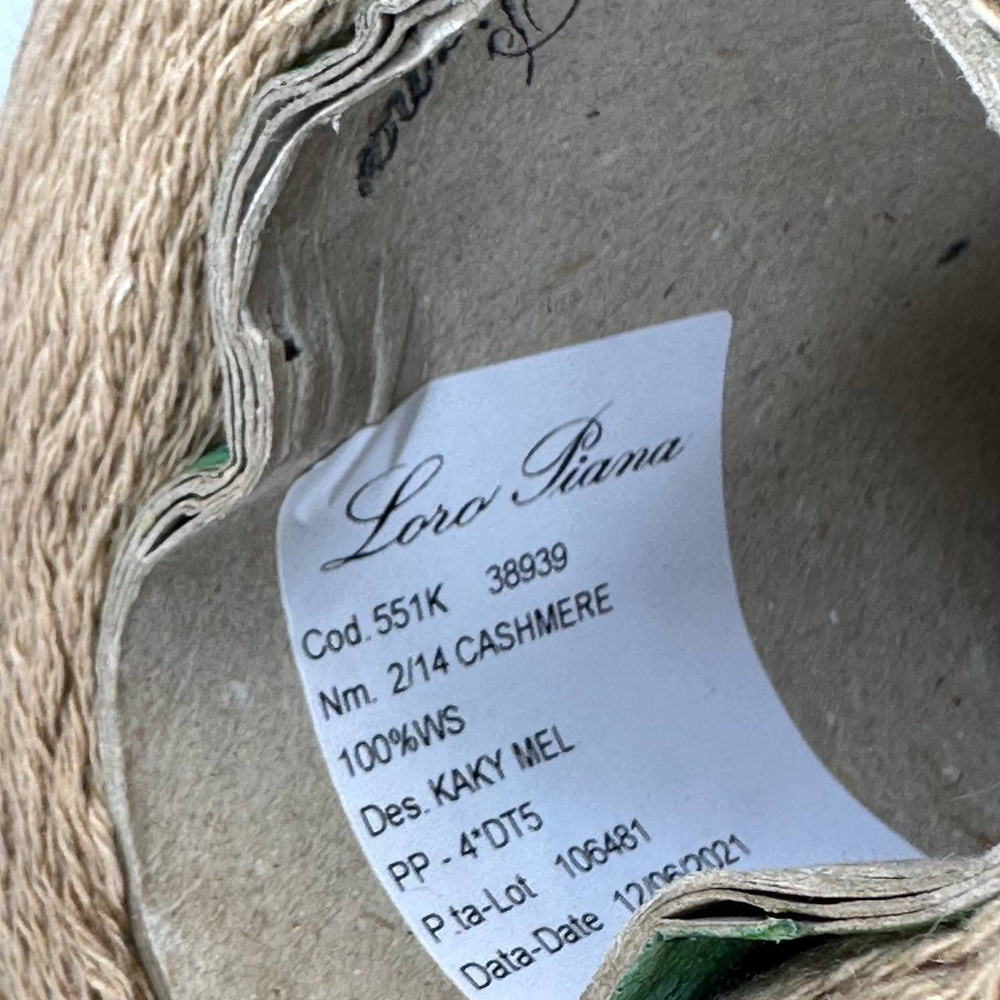 Loro Piana
Cod. 551K 38939
Nm. 2/14 CASHMERE
100%WS
Des. KAKY MEL
PP - 4*DT5
P.ta-Lot 106481
Data-Date 12/06/2021